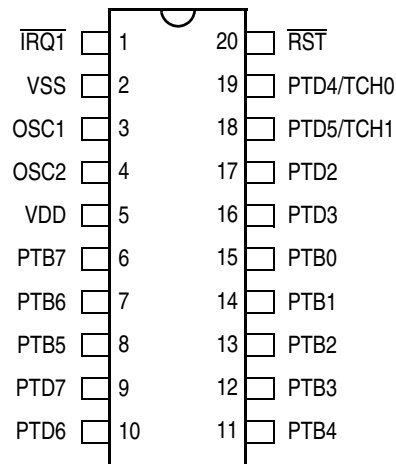 I̅R̅Q̅1̅ 1 20 R̅S̅T̅
VSS 2 19 PTD4/TCH0
OSC1 3 18 PTD5/TCH1
OSC2 4 17 PTD2
VDD 5 16 PTD3
PTB7 6 15 PTB0
PTB6 7 14 PTB1
PTB5 8 13 PTB2
PTD7 9 12 PTB3
PTD6 10 11 PTB4